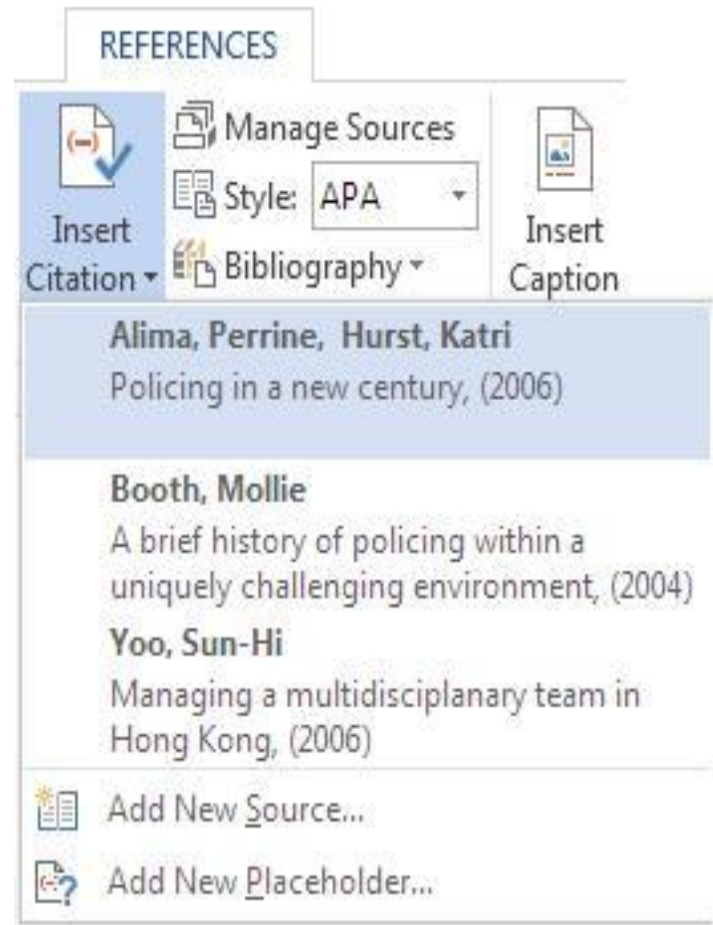 REFERENCES
Insert Citation
Manage Sources
Style: APA
Bibliography
Insert Caption
Alima, Perrine, Hurst, Katri
Policing in a new century, (2006)
Booth, Mollie
A brief history of policing within a
uniquely challenging environment, (2004)
Yoo, Sun-Hi
Managing a multidisciplanary team in
Hong Kong, (2006)
Add New Source...
Add New Placeholder...